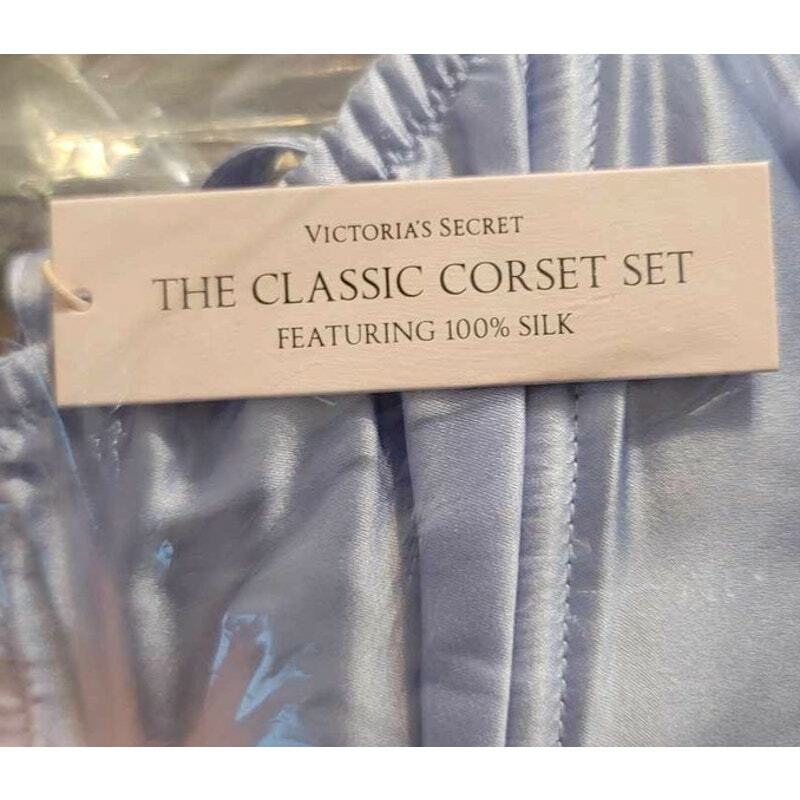 VICTORIA'S SECRET
THE CLASSIC CORSET SET
FEATURING 100% SILK